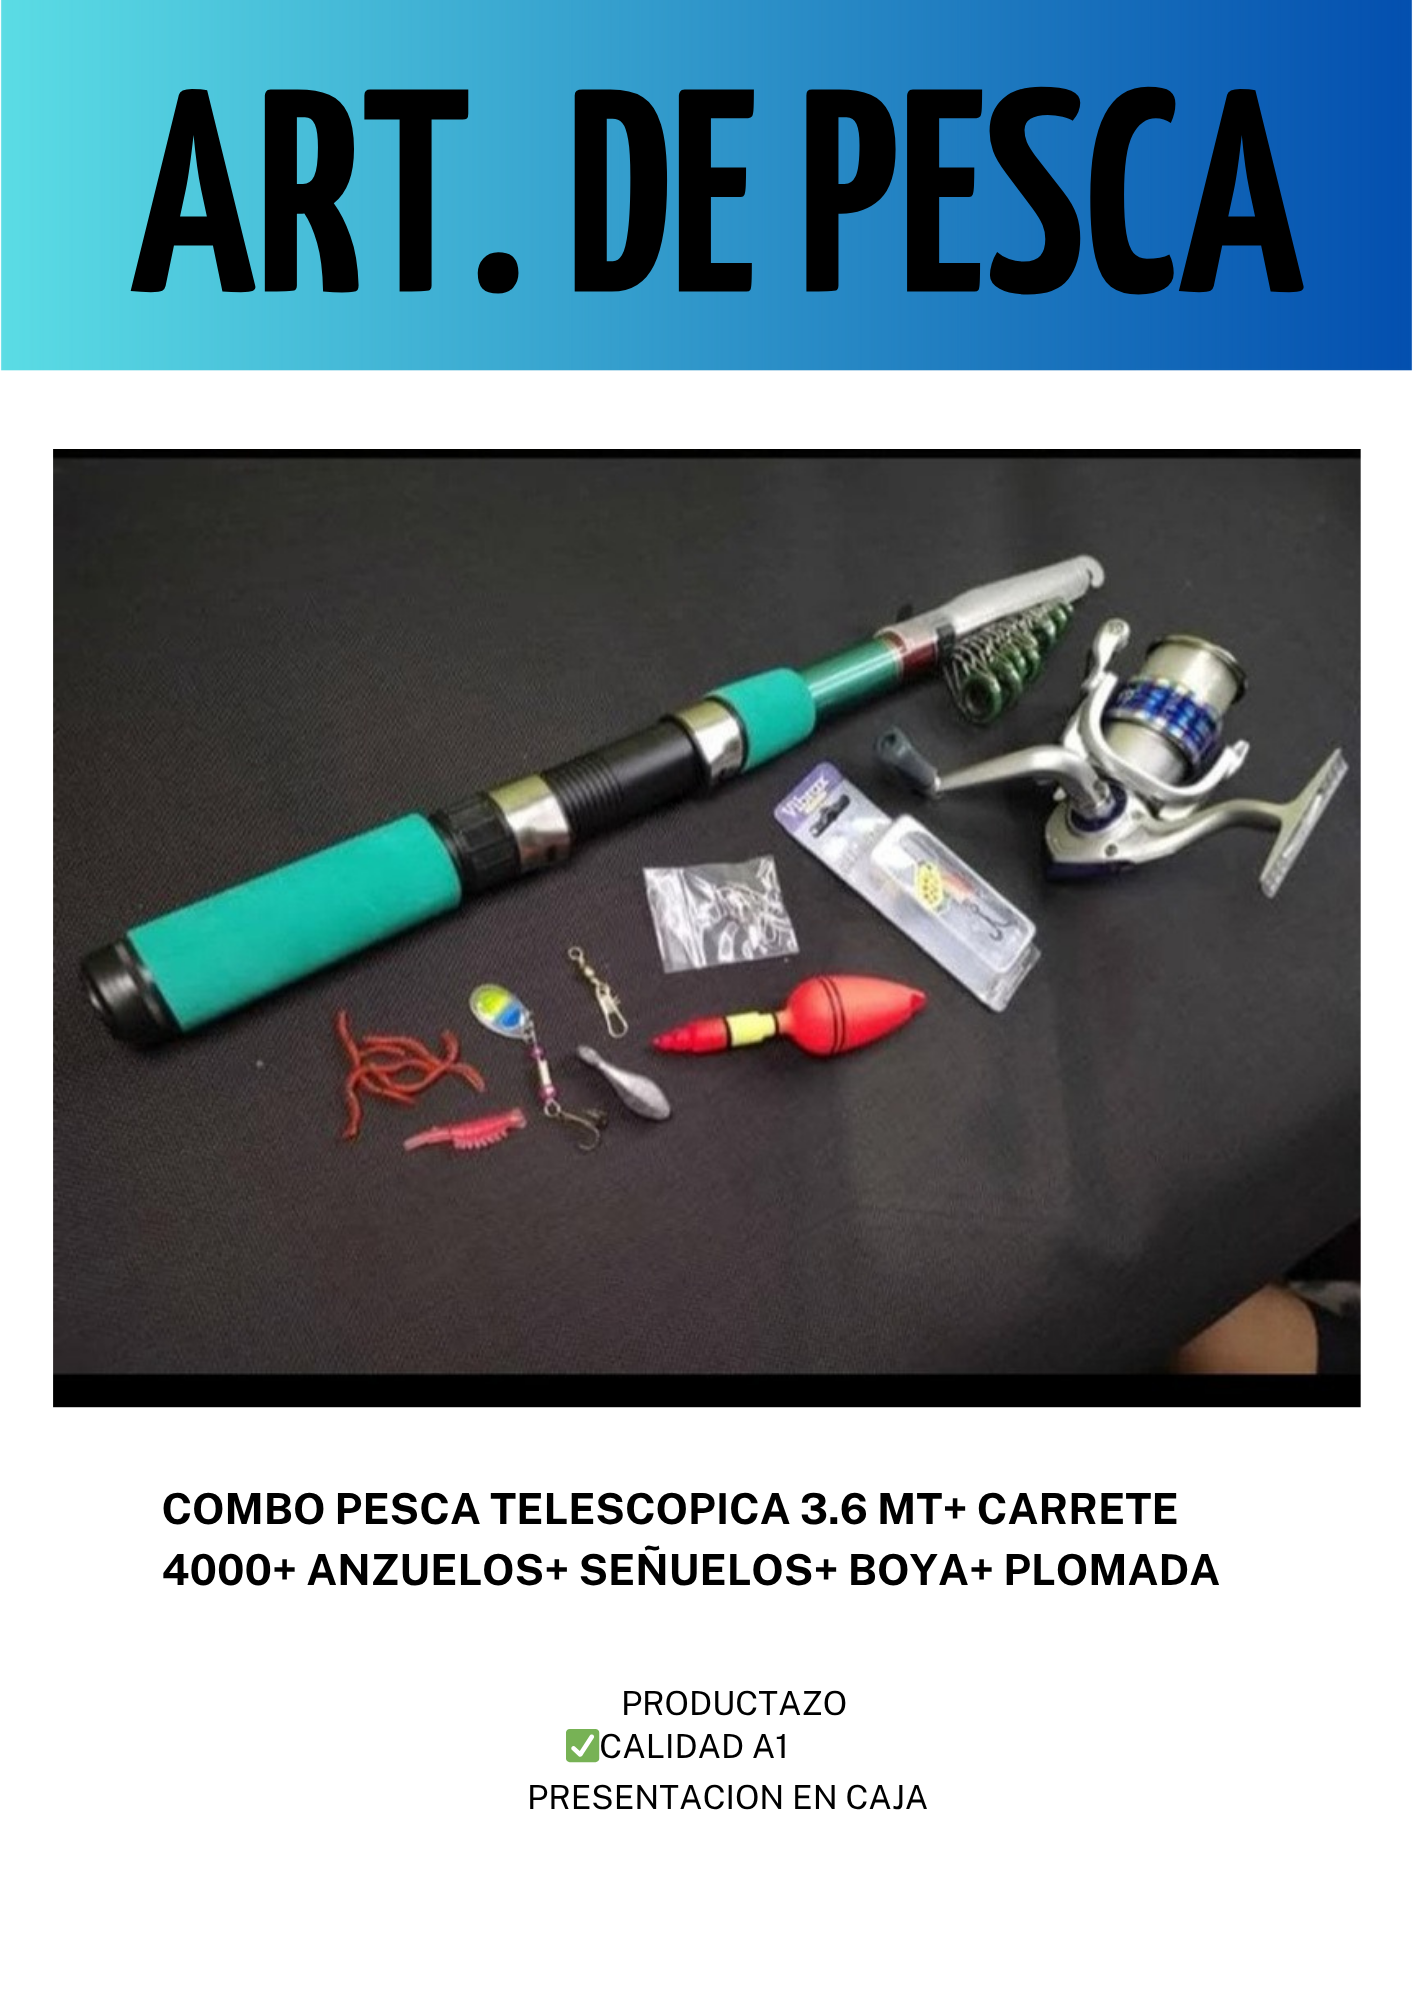 ART. DE PESCA
Vibrax
COMBO PESCA TELESCOPICA 3.6 MT+ CARRETE
4000+ ANZUELOS+ SEÑUELOS+ BOYA+ PLOMADA
PRODUCTAZO
✅CALIDAD A1
PRESENTACION EN CAJA